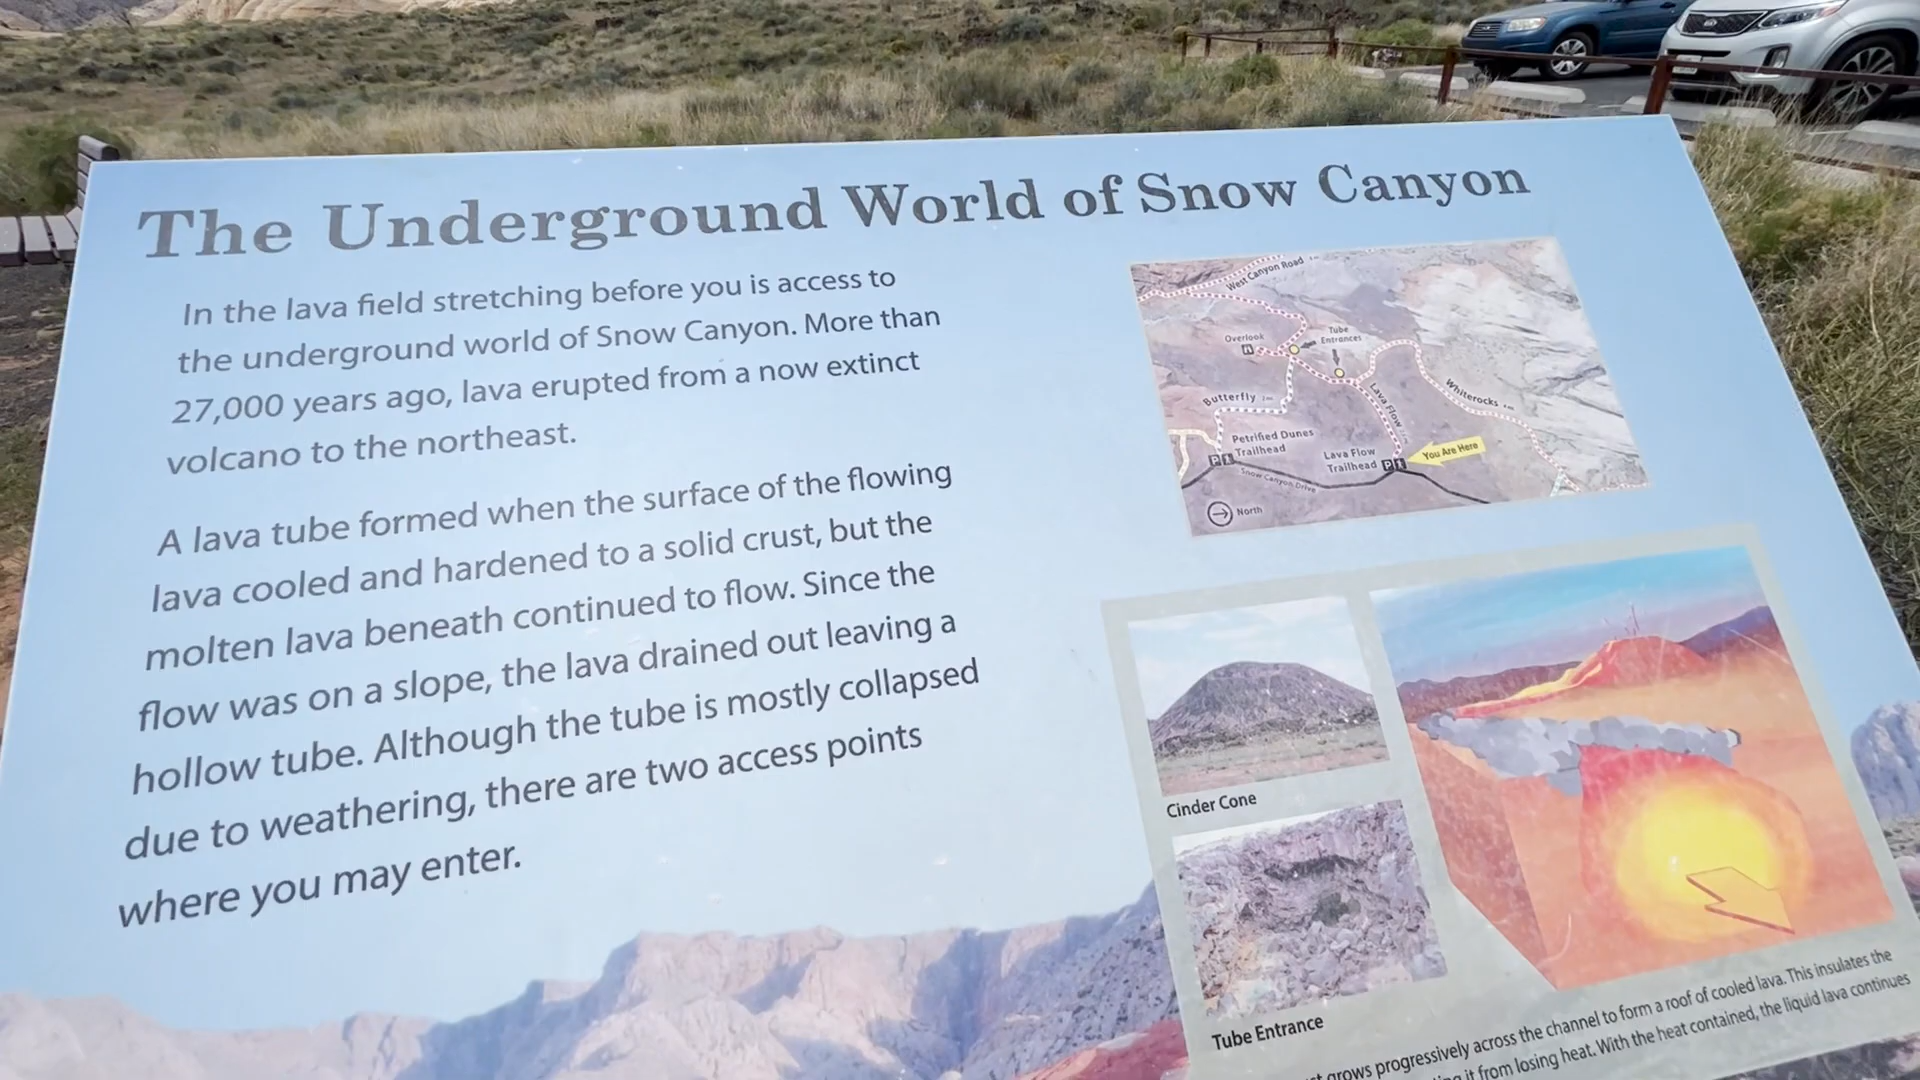 The Underground World of Snow Canyon
In the lava field stretching before you is access to
the underground world of Snow Canyon. More than
27,000 years ago, lava erupted from a now extinct
volcano to the northeast.
A lava tube formed when the surface of the flowing
lava cooled and hardened to a solid crust, but the
molten lava beneath continued to flow. Since the
flow was on a slope, the lava drained out leaving a
hollow tube. Although the tube is mostly collapsed
due to weathering, there are two access points
where you may enter.
West Canyon Road
Overlook
Tube
Entrances
Butterfly
Lava Flow
Whiterocks
Petrified Dunes
Trailhead
P
Lava Flow
Trailhead P
You Are Here
Snow Canyon Drive
North
Cinder Cone
Tube Entrance
grows progressively across the channel to form a roof of cooled lava. This insulates the
it from losing heat. With the heat contained, the liquid lava continues
KIA